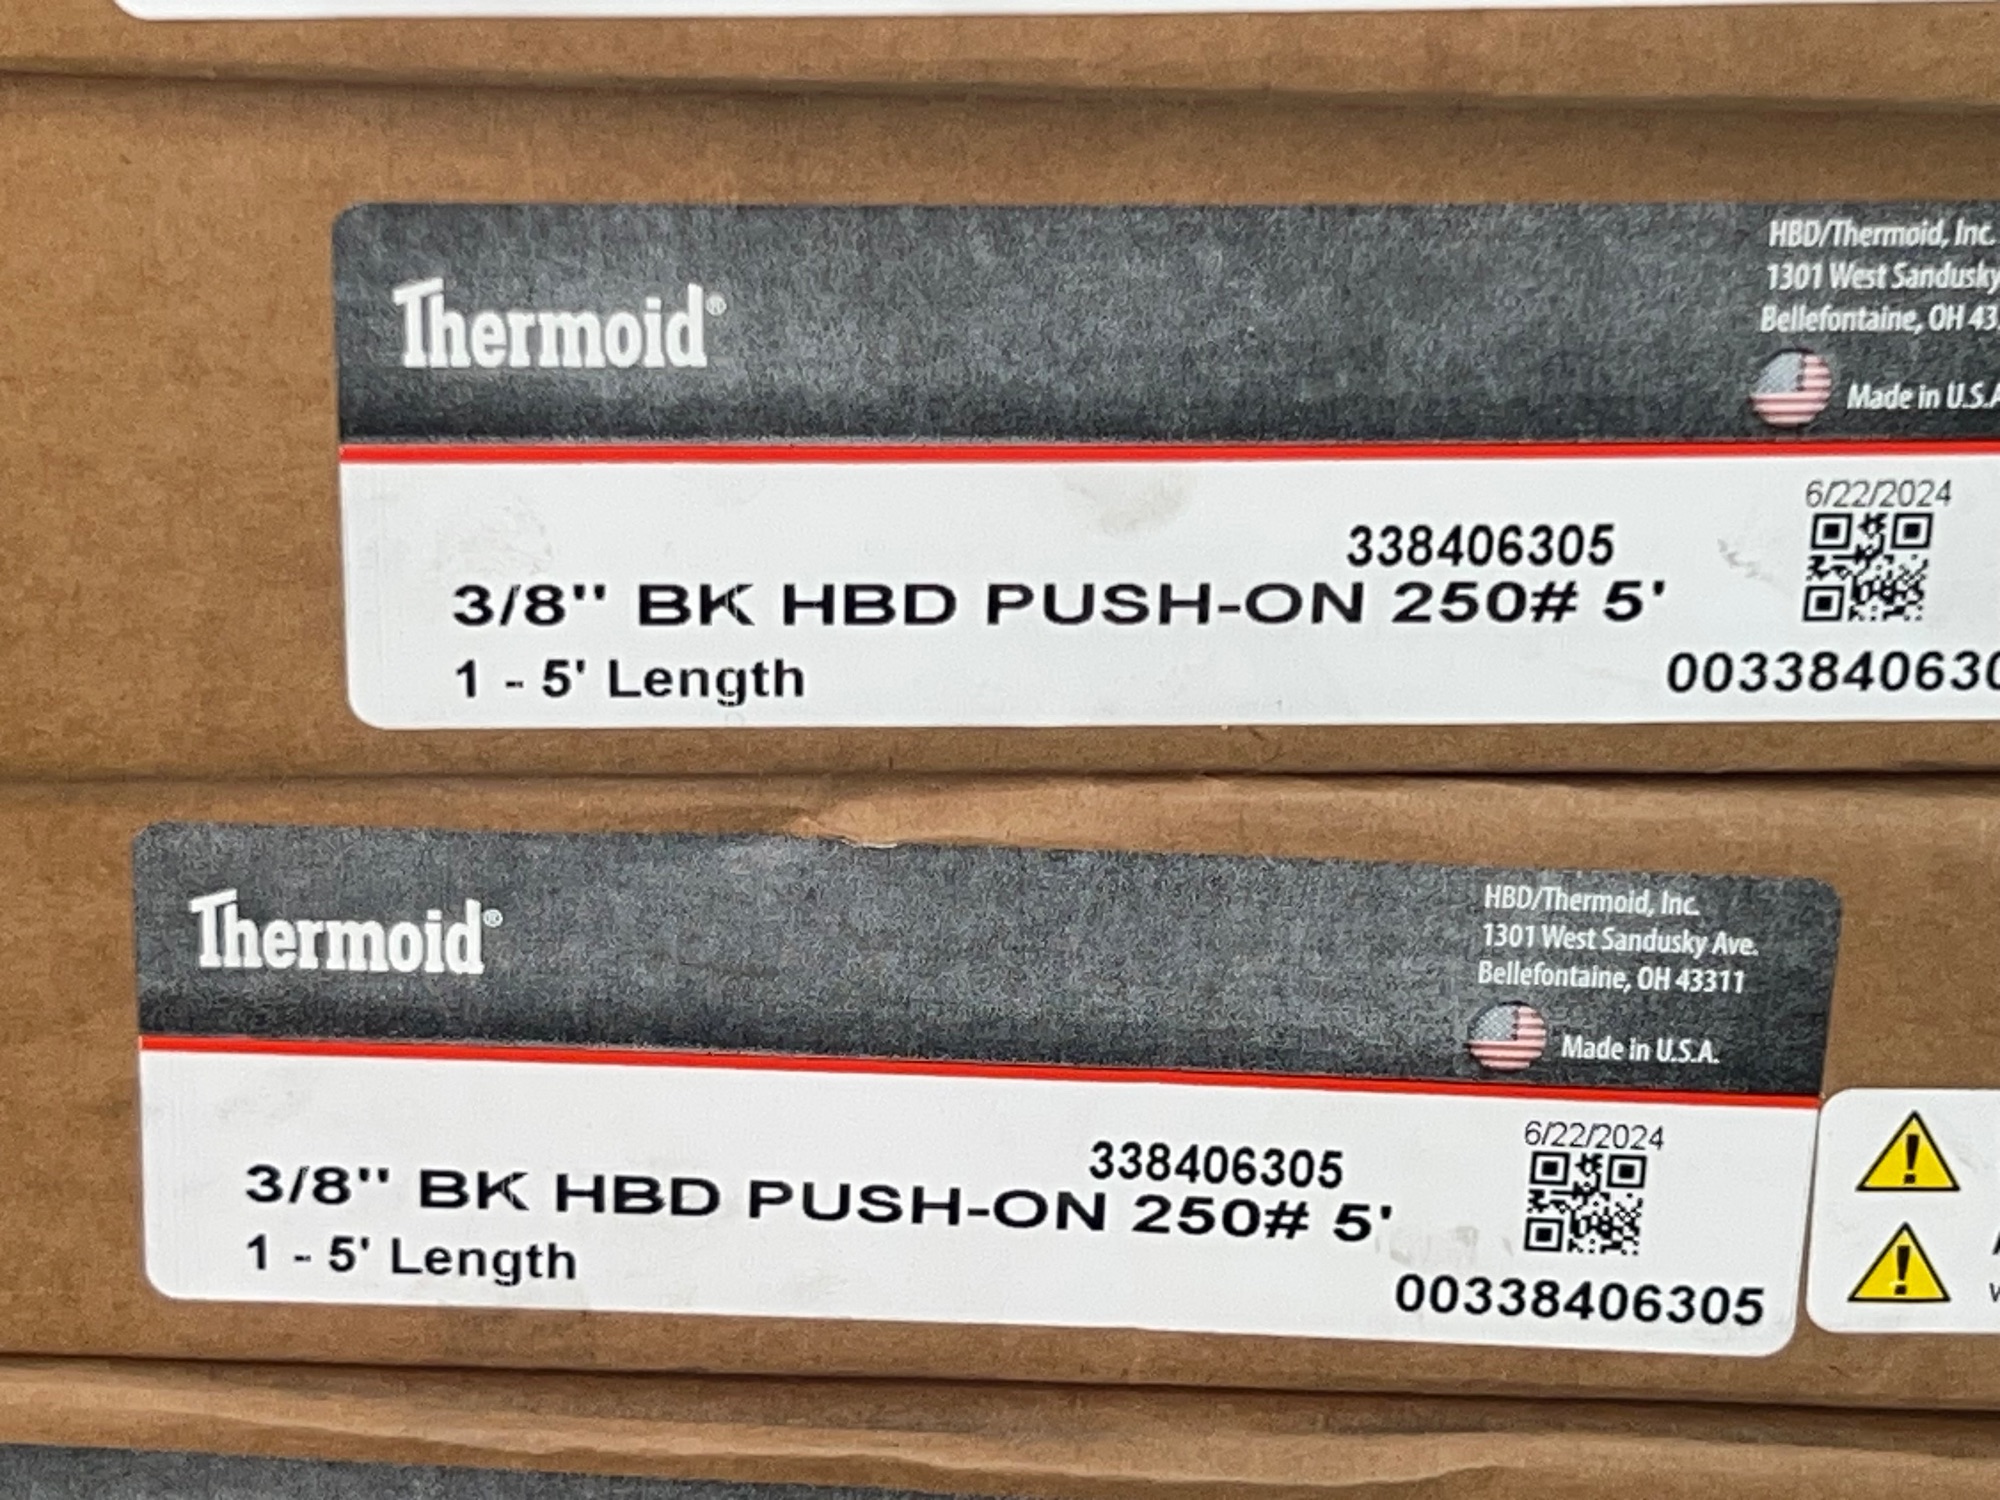 Thermoid®
HBD/Thermoid, Inc.
1301 West Sandusky
Bellefontaine, OH 43
Made in U.S.A
6/22/2024
338406305
3/8" BK HBD PUSH-ON 250# 5'
1 - 5' Length
0033840630
Thermoid®
HBD/Thermoid, Inc.
1301 West Sandusky Ave.
Bellefontaine, OH 43311
Made in U.S.A.
6/22/2024
338406305
3/8" BK HBD PUSH-ON 250# 5'
1 - 5' Length
00338406305